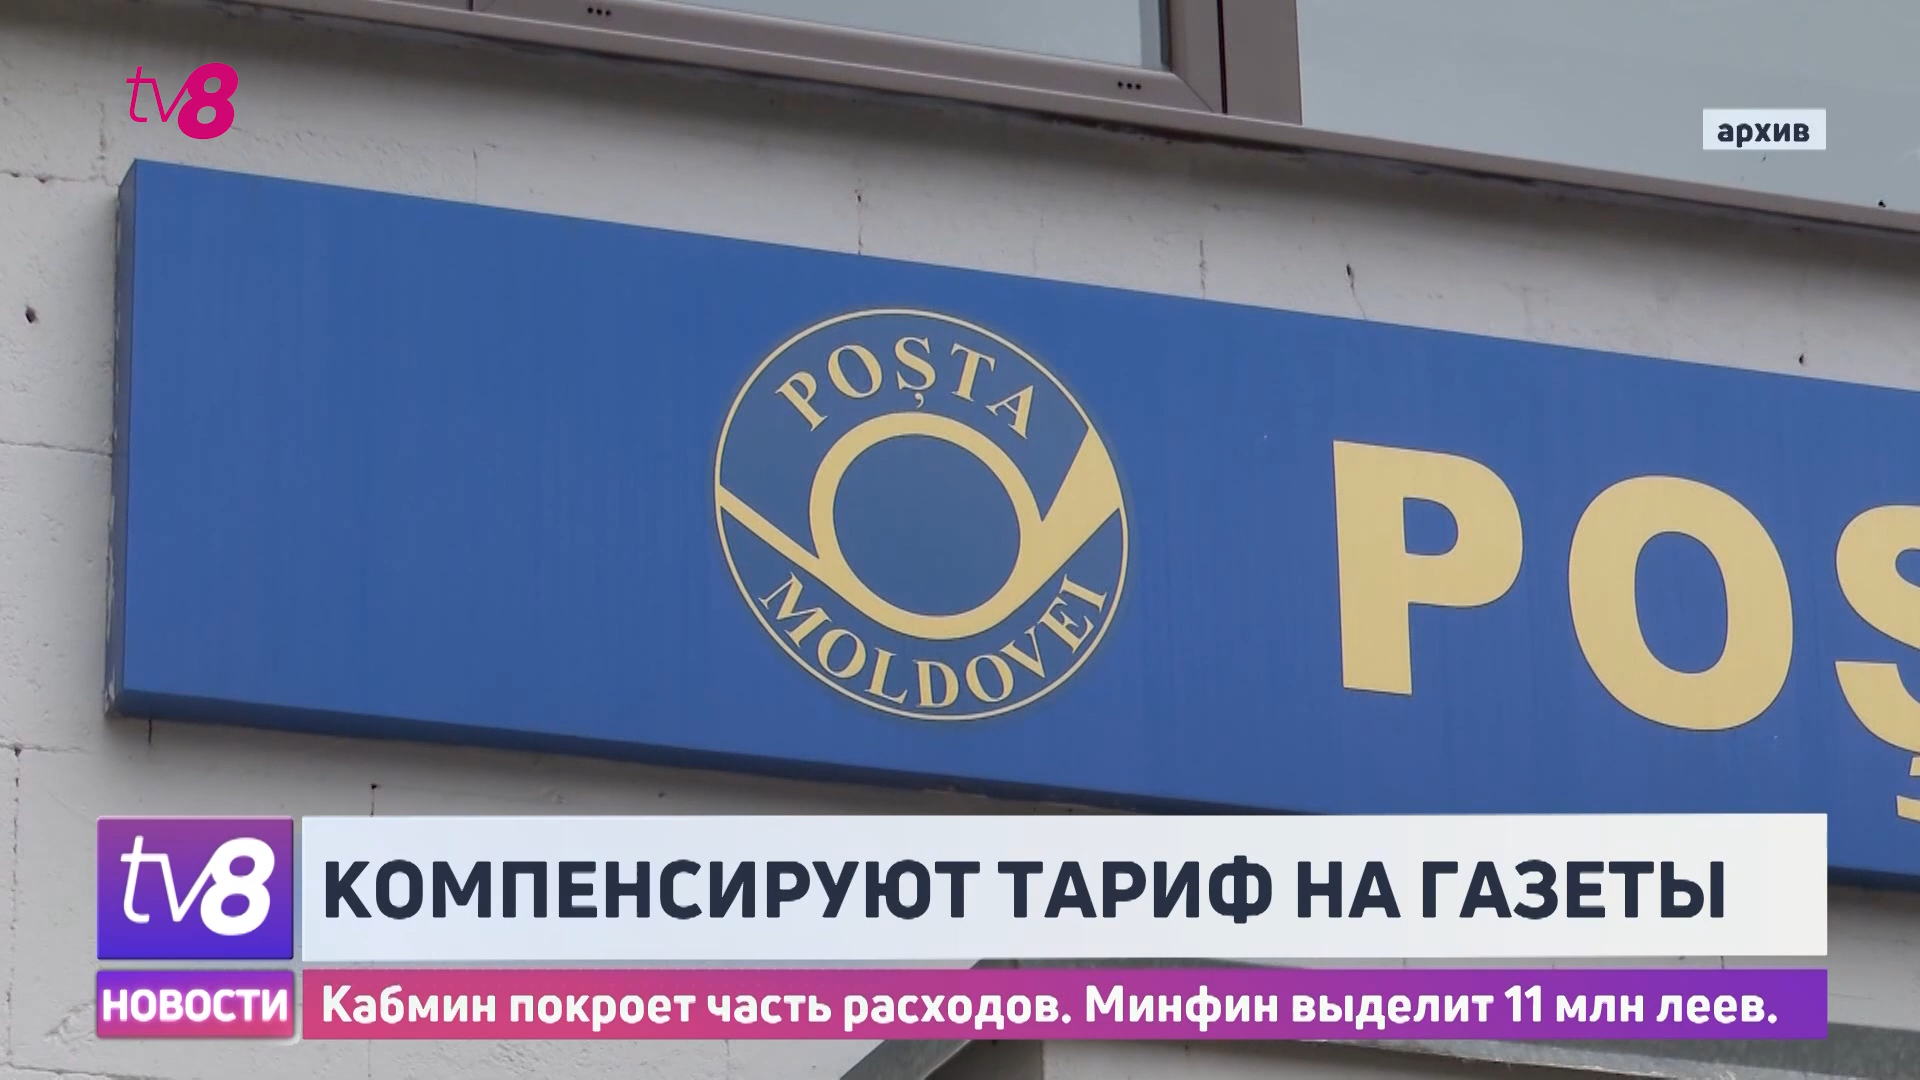 tv8
архив
POȘTA
MOLDOVEI
POȘ
tv8
КОМПЕНСИРУЮТ ТАРИФ НА ГАЗЕТЫ
НОВОСТИ
Кабмин покроет часть расходов. Минфин выделит 11 млн леев.